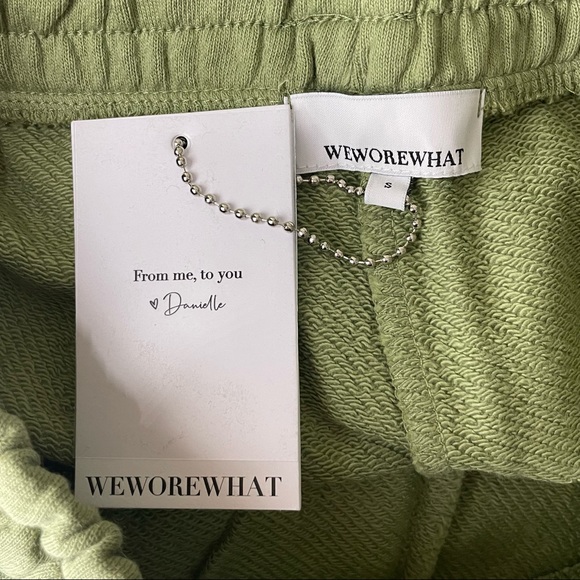 WEWOREWHAT
S
From me, to you
Danielle
WEWOREWHAT